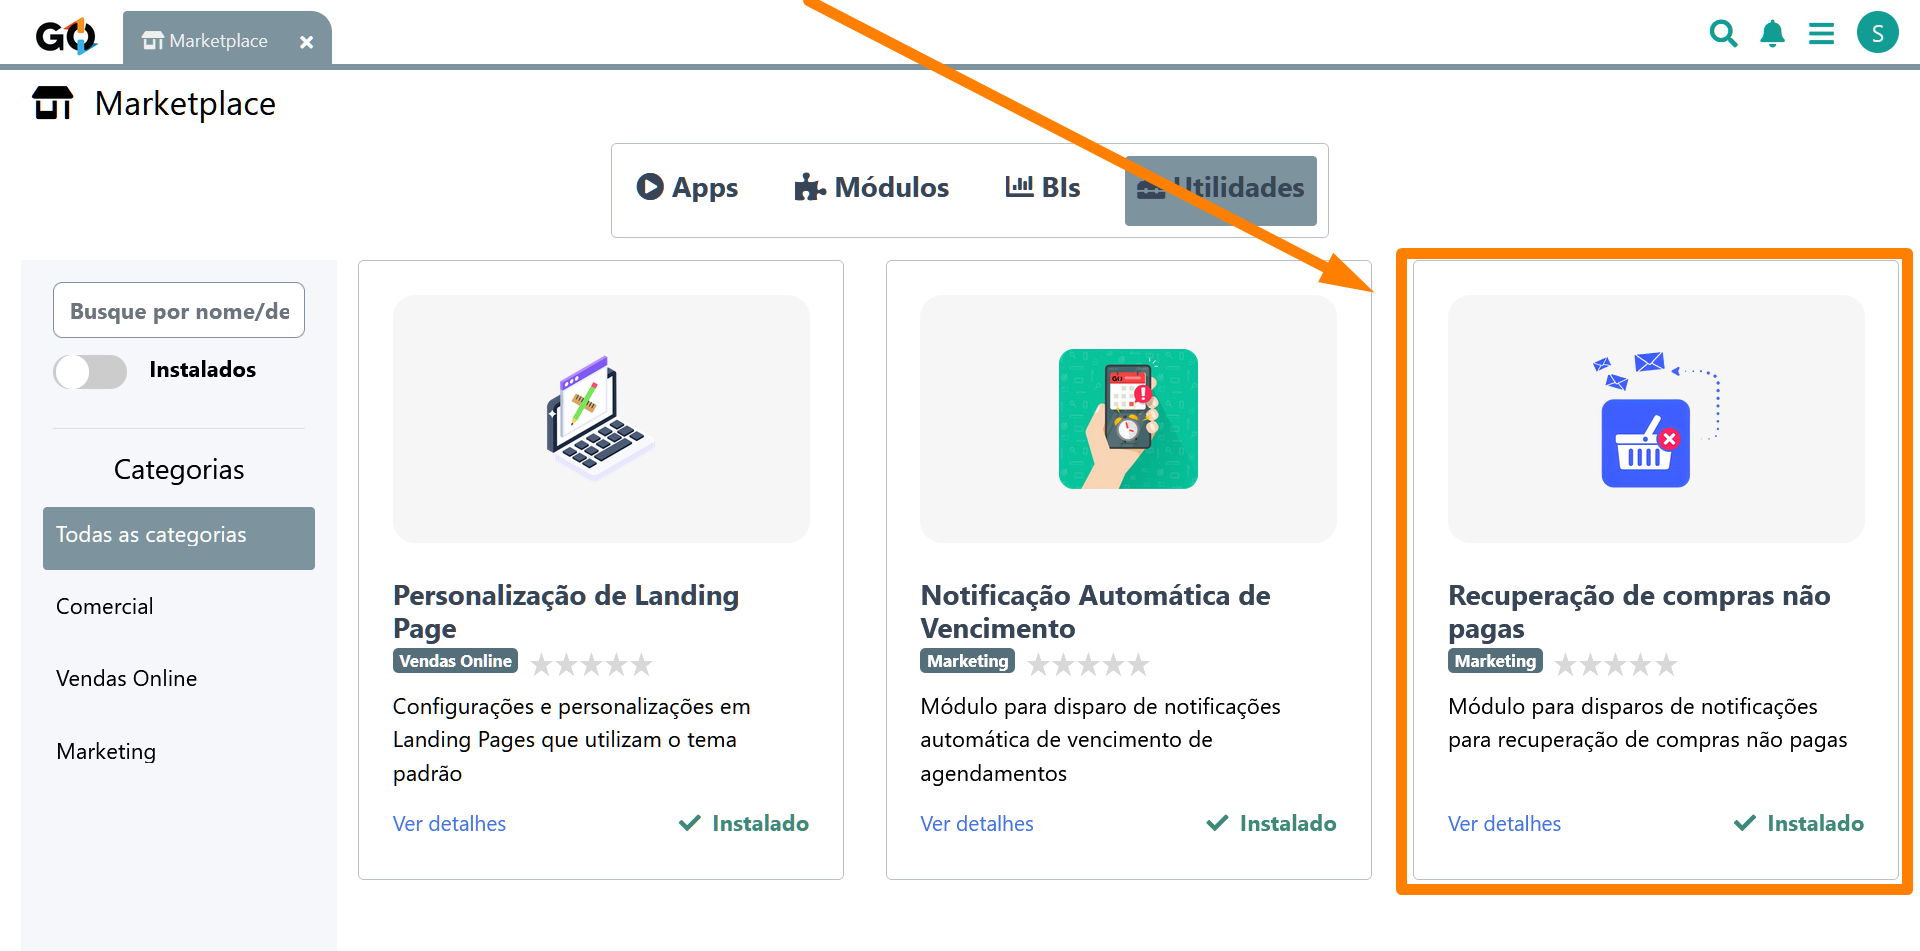 GO
Marketplace
S
Marketplace
Apps
Módulos
BIs
Utilidades
Busque por nome/de
Instalados
Categorias
Todas as categorias
Comercial
Vendas Online
Marketing
Personalização de Landing
Page
Vendas Online
Configurações e personalizações em
Landing Pages que utilizam o tema
padrão
Ver detalhes
Instalado
GO
Notificação Automática de
Vencimento
Marketing
Módulo para disparo de notificações
automática de vencimento de
agendamentos
Ver detalhes
Instalado
Recuperação de compras não
pagas
Marketing
Módulo para disparos de notificações
para recuperação de compras não pagas
Ver detalhes
Instalado